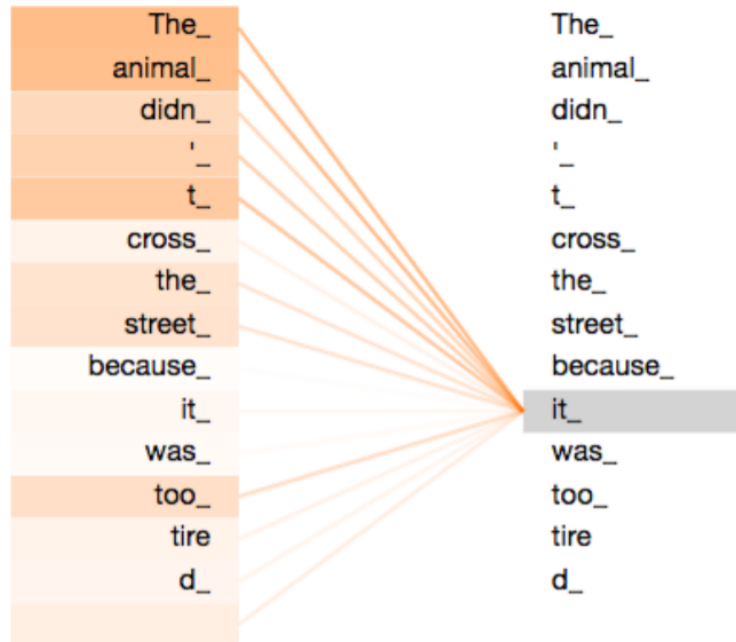 The_ The_
animal_ animal_
didn_ didn_
'_ '_
t_ t_
cross_ cross_
the_ the_
street_ street_
because_ because_
it_ it_
was_ was_
too_ too_
tire tire
d_ d_